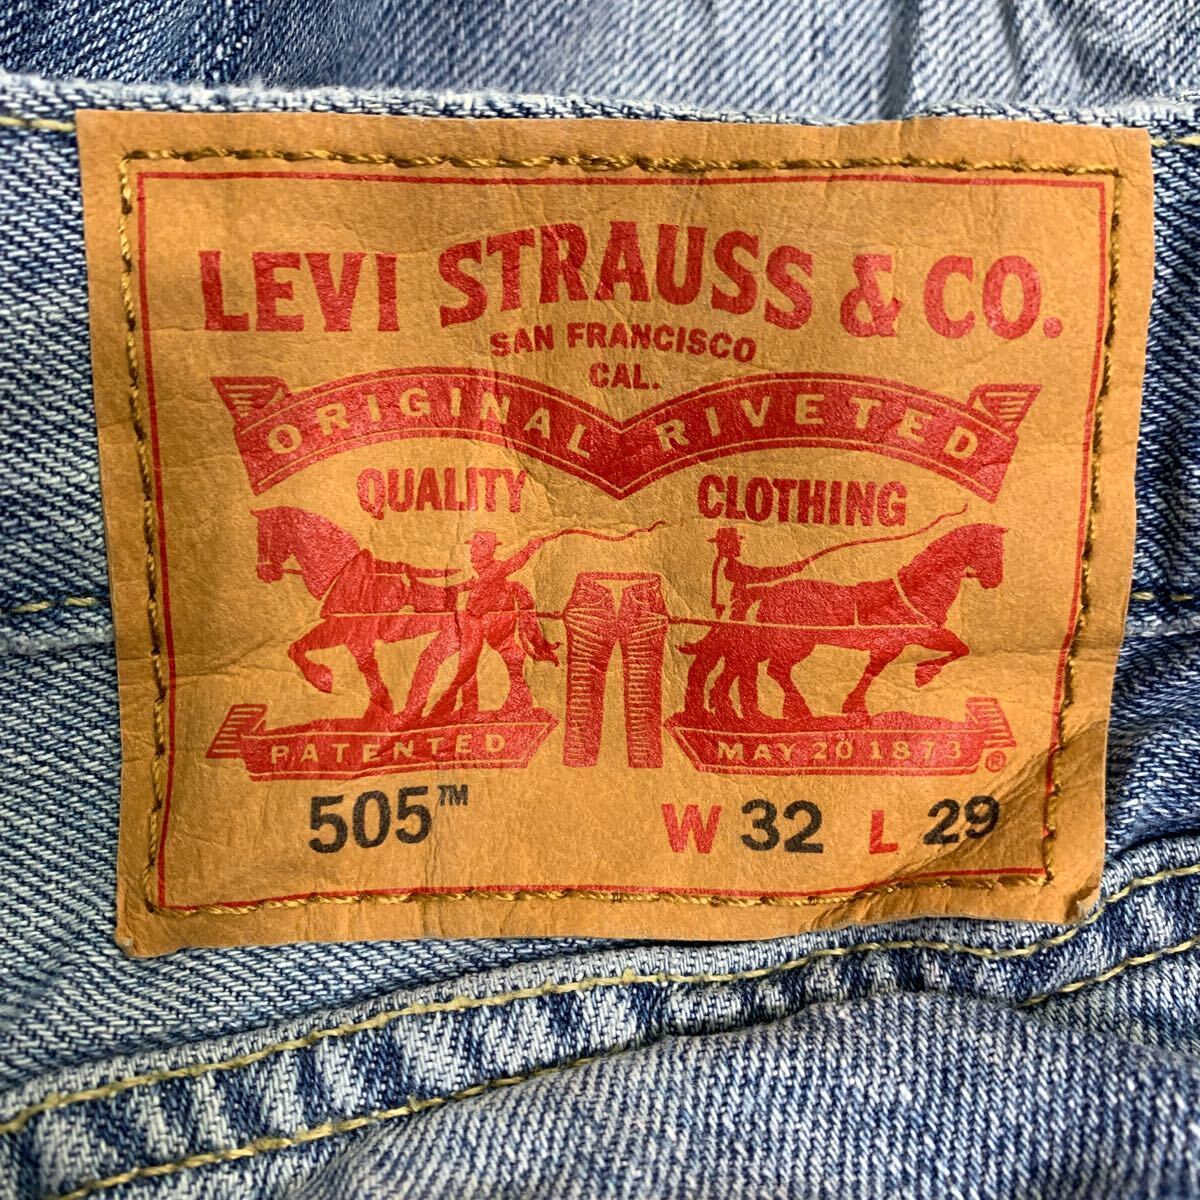 LEVI STRAUSS & CO.
SAN FRANCISCO
CAL.
ORIGINAL RIVETED
QUALITY CLOTHING
PATENTED MAY 20 1873 ®
505™ W 32 L 29